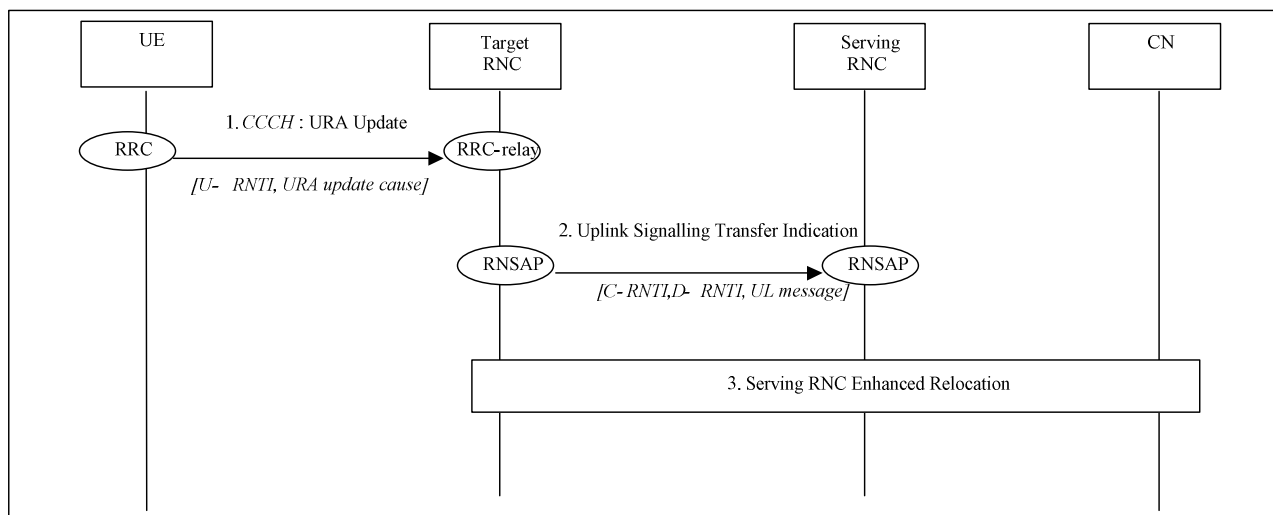 UE
Target
RNC
Serving
RNC
CN
1. CCCH : URA Update
RRC
RRC-relay
[U- RNTI, URA update cause]
2. Uplink Signalling Transfer Indication
RNSAP
RNSAP
[C-RNTI,D- RNTI, UL message]
3. Serving RNC Enhanced Relocation